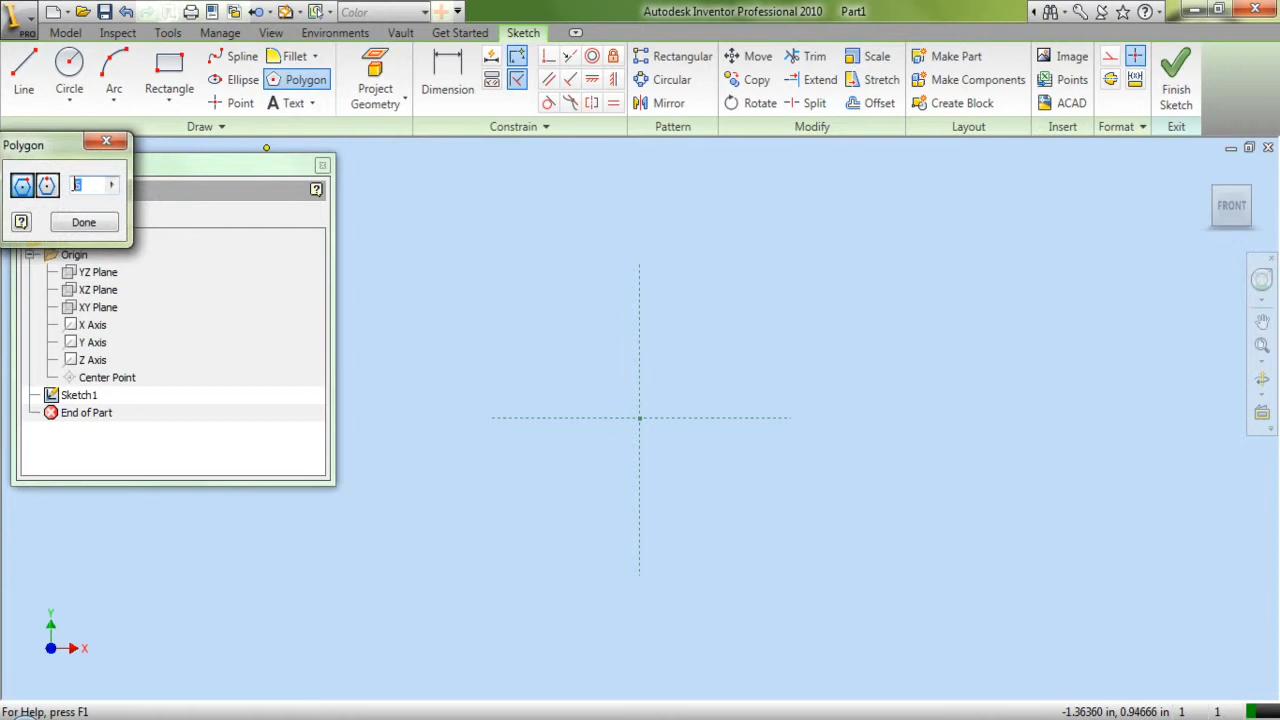 Color
Autodesk Inventor Professional 2010 Part1
PRO
Model Inspect Tools Manage View Environments Vault Get Started Sketch
Line
Circle
Arc
Rectangle
Spline
Ellipse
Point
Fillet
Polygon
Text
Project
Geometry
Dimension
Rectangular
Circular
Mirror
Move
Copy
Rotate
Trim
Extend
Split
Scale
Stretch
Offset
Make Part
Make Components
Create Block
Image
Points
ACAD
Finish
Sketch
Draw Constrain Pattern Modify Layout Insert Format Exit
Polygon
Done
Origin
YZ Plane
XZ Plane
XY Plane
X Axis
Y Axis
Z Axis
Center Point
Sketch1
End of Part
FRONT
Y
X
For Help, press F1
-1.36360 in, 0.94666 in 1 1